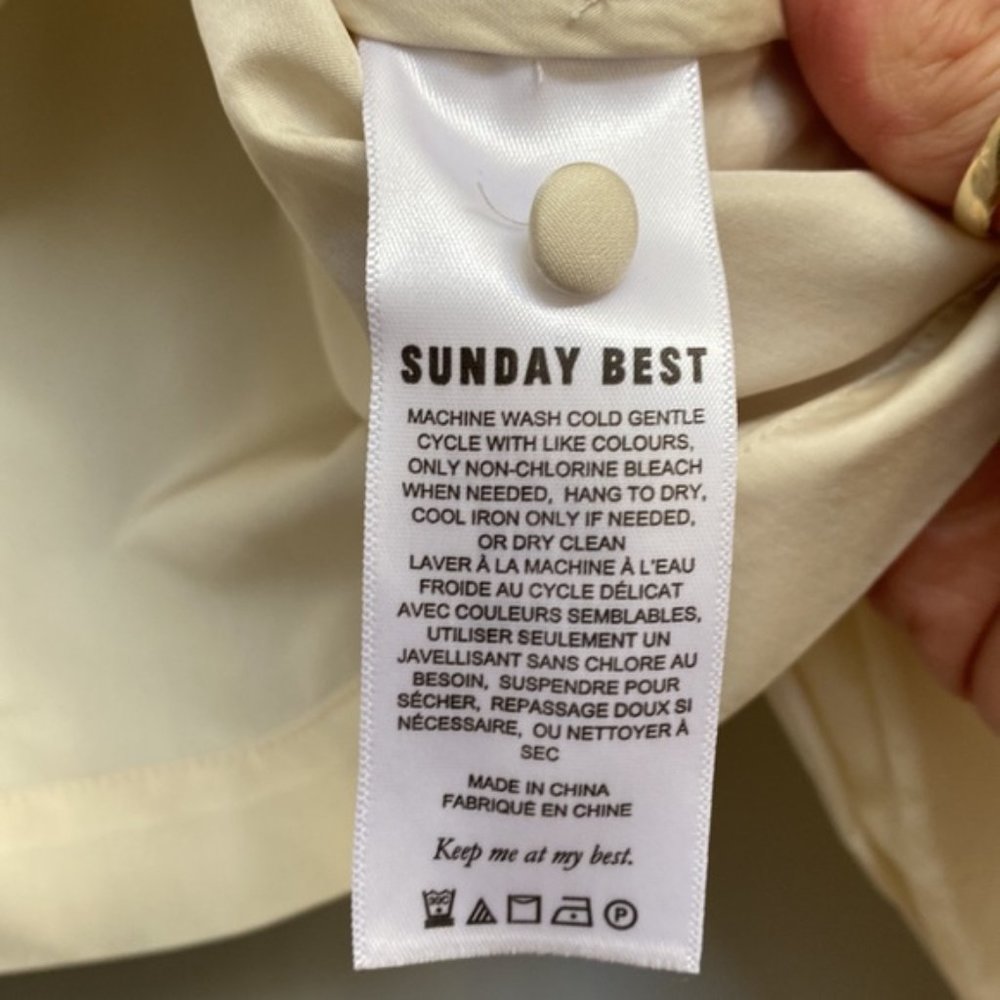 SUNDAY BEST
MACHINE WASH COLD GENTLE
CYCLE WITH LIKE COLOURS,
ONLY NON-CHLORINE BLEACH
WHEN NEEDED, HANG TO DRY,
COOL IRON ONLY IF NEEDED,
OR DRY CLEAN
LAVER À LA MACHINE À L'EAU
FROIDE AU CYCLE DÉLICAT
AVEC COULEURS SEMBLABLES,
UTILISER SEULEMENT UN
JAVELLISANT SANS CHLORE AU
BESOIN, SUSPENDRE POUR
SÉCHER, REPASSAGE DOUX SI
NÉCESSAIRE, OU NETTOYER À
SEC
MADE IN CHINA
FABRIQUÉ EN CHINE
Keep me at my best.
P